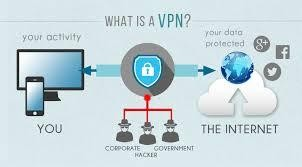 WHAT IS A VPN?
your activity
your data
protected
YOU
THE INTERNET
CORPORATE GOVERNMENT
HACKER